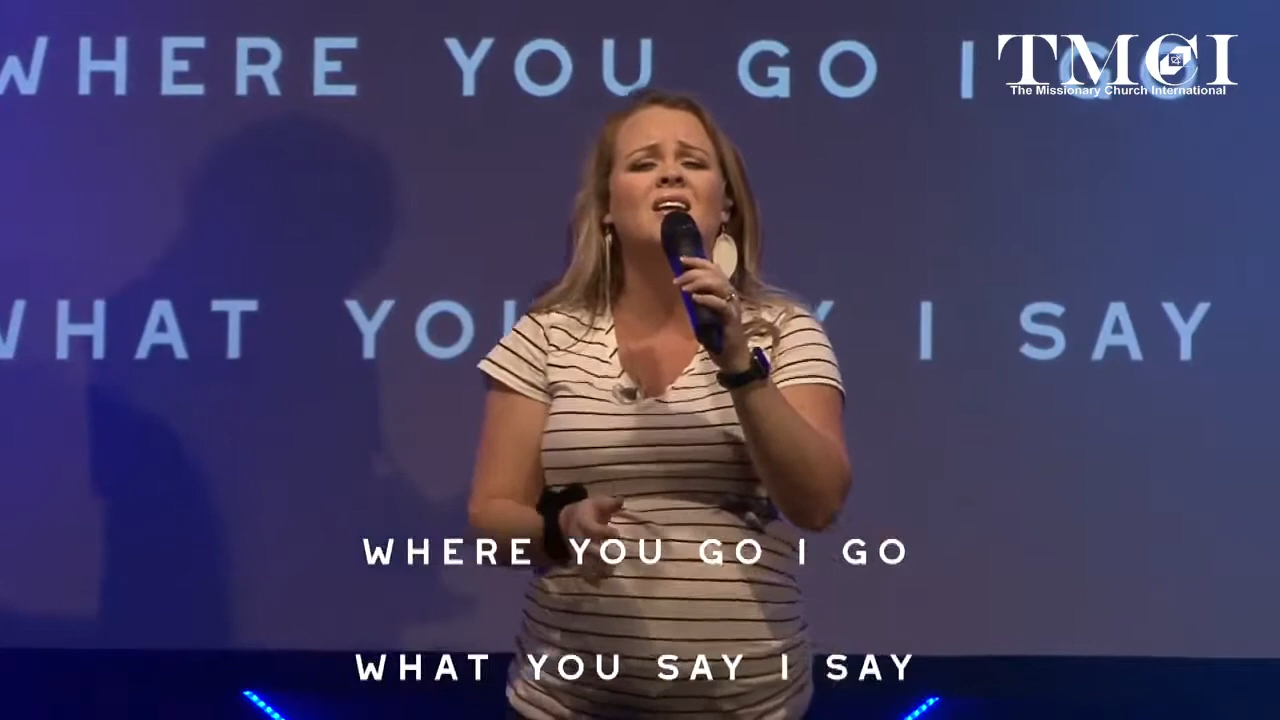 WHERE YOU GO I GO
TMCI
The Missionary Church International
WHAT YOU SAY I SAY
WHERE YOU GO I GO
WHAT YOU SAY I SAY